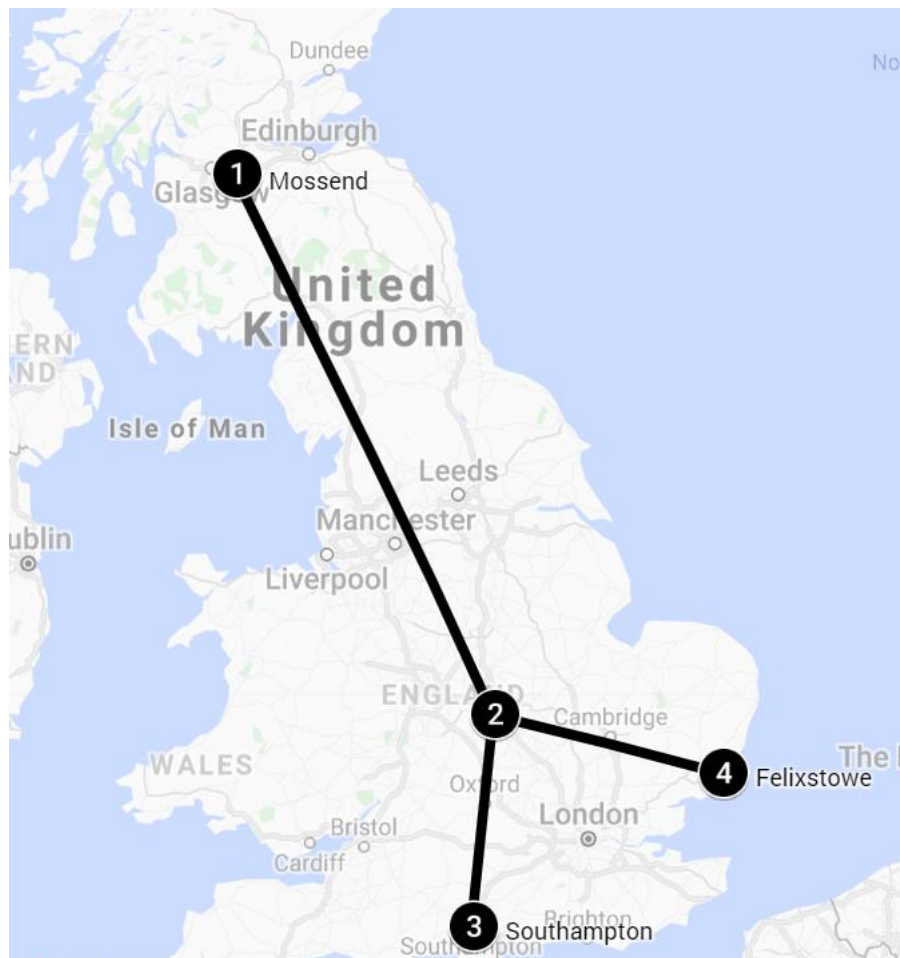 Dundee
No
Edinburgh
1
Mossend
Glasgow
United
Kingdom
ERN
ND
Isle of Man
Leeds
Manchester
ublin
Liverpool
ENGLAND
2
Cambridge
WALES
The
4
Felixstowe
Oxford
London
Bristol
Cardiff
3
Southampton
Brighton
Southampton